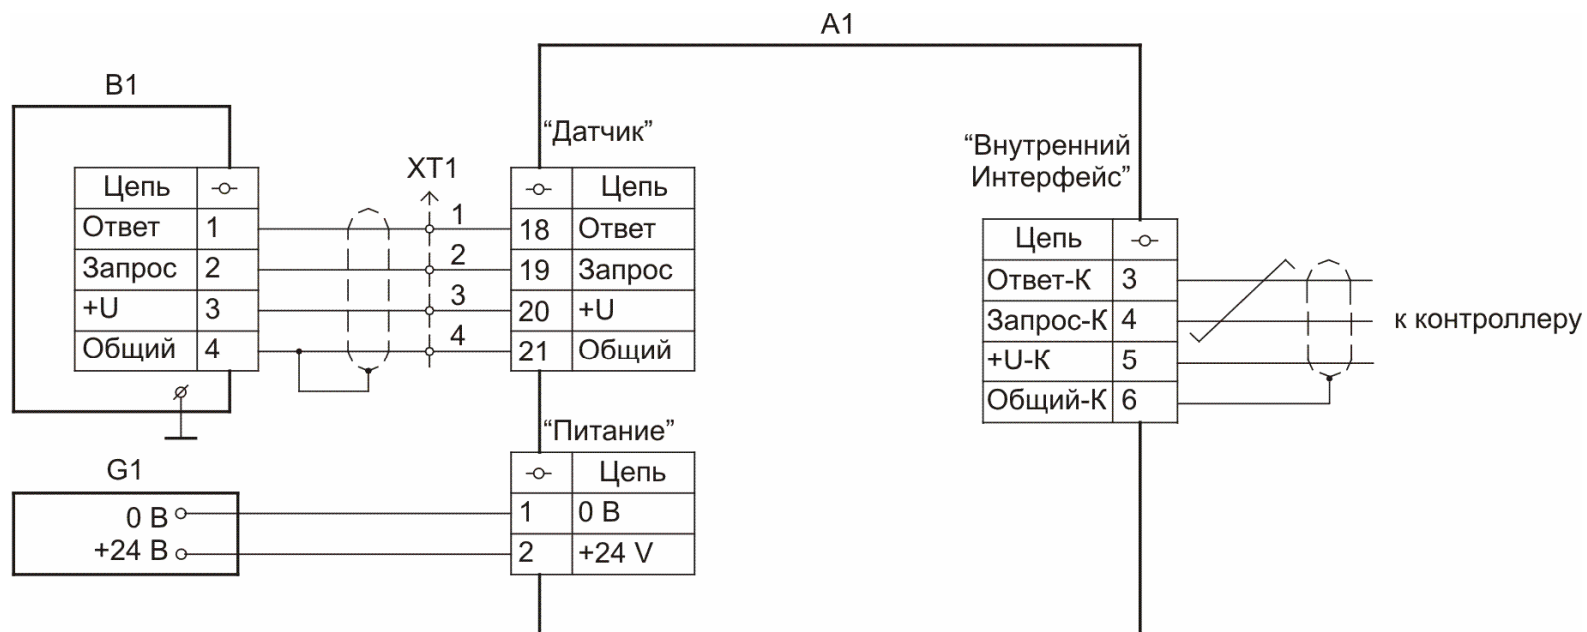 A1
B1
“Датчик”
“Внутренний
Интерфейс”
XT1
Цепь
Ответ 1
Запрос 2
+U 3
Общий 4
1
2
3
4
Цепь
18 Ответ
19 Запрос
20 +U
21 Общий
Цепь
Ответ-К 3
Запрос-К 4
+U-К 5
Общий-К 6
к контроллеру
“Питание”
G1
0 В
+24 В
Цепь
1 0 В
2 +24 V